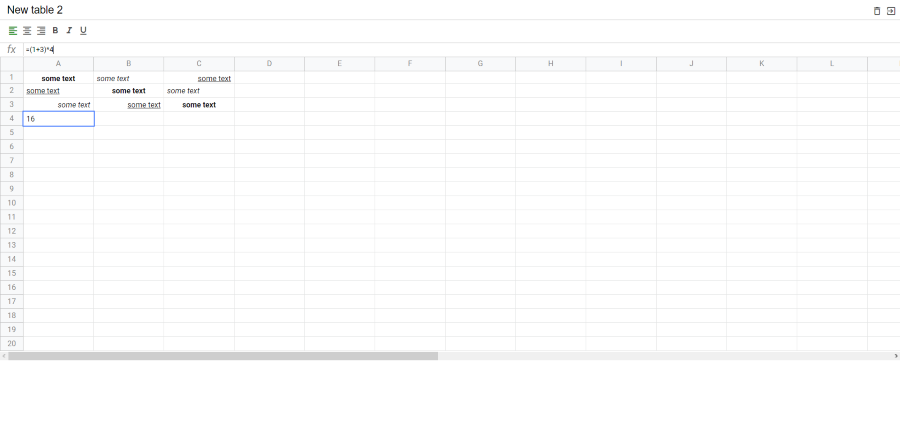 New table 2
B I U
fx =(1+3)*4
A B C D E F G H I J K L
1 some text some text some text
2 some text some text some text
3 some text some text some text
4 16
5
6
7
8
9
10
11
12
13
14
15
16
17
18
19
20